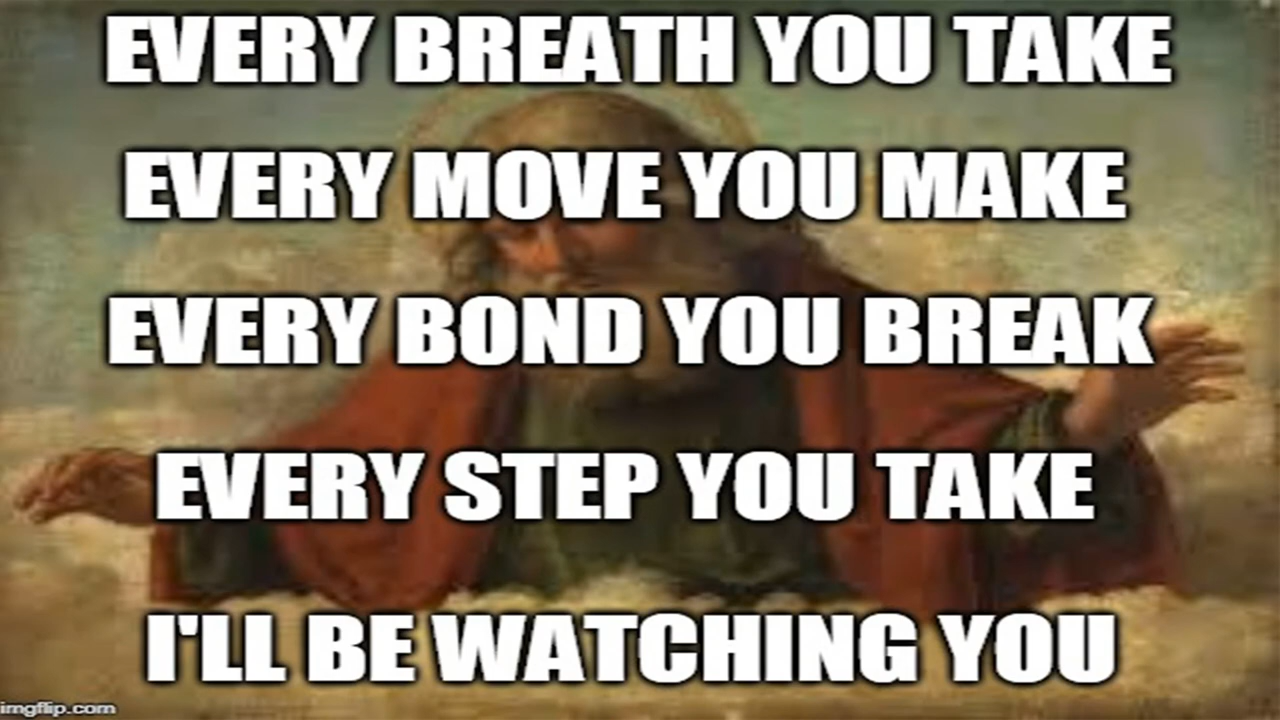 EVERY BREATH YOU TAKE
EVERY MOVE YOU MAKE
EVERY BOND YOU BREAK
EVERY STEP YOU TAKE
I'LL BE WATCHING YOU
imgflip.com